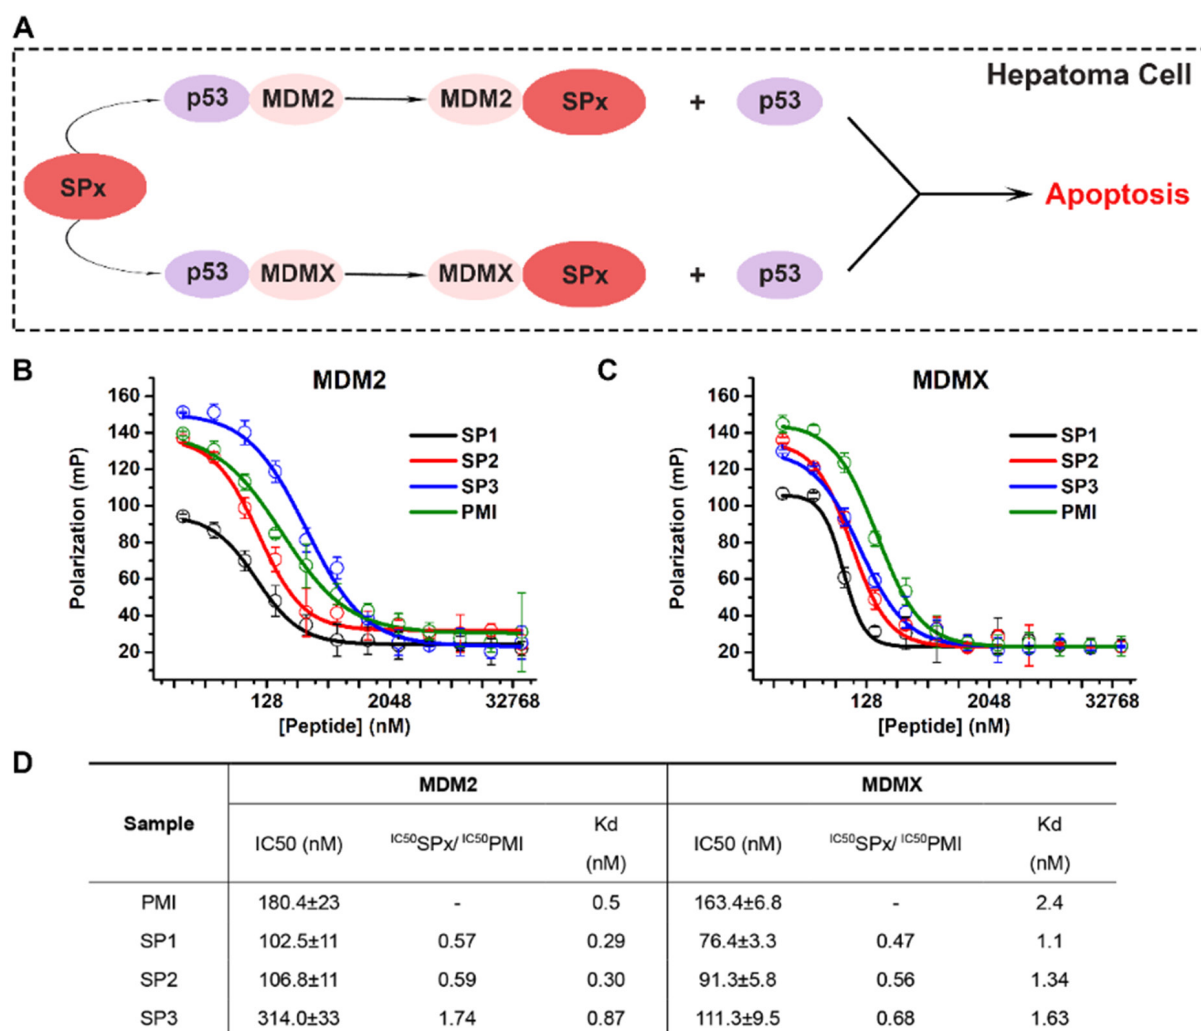 A
Hepatoma Cell
p53 MDM2 MDM2 SPx + p53
SPx
Apoptosis
p53 MDMX MDMX SPx + p53
B
MDM2
160
140
120
100
80
60
40
20
Polarization (mP)
SP1
SP2
SP3
PMI
128 2048 32768
[Peptide] (nM)
C
MDMX
160
140
120
100
80
60
40
20
Polarization (mP)
SP1
SP2
SP3
PMI
128 2048 32768
[Peptide] (nM)
D
MDM2 MDMX
Sample IC50 (nM) IC50SPx/ IC50PMI Kd (nM) IC50 (nM) IC50SPx/ IC50PMI Kd (nM)
PMI 180.4±23 - 0.5 163.4±6.8 - 2.4
SP1 102.5±11 0.57 0.29 76.4±3.3 0.47 1.1
SP2 106.8±11 0.59 0.30 91.3±5.8 0.56 1.34
SP3 314.0±33 1.74 0.87 111.3±9.5 0.68 1.63